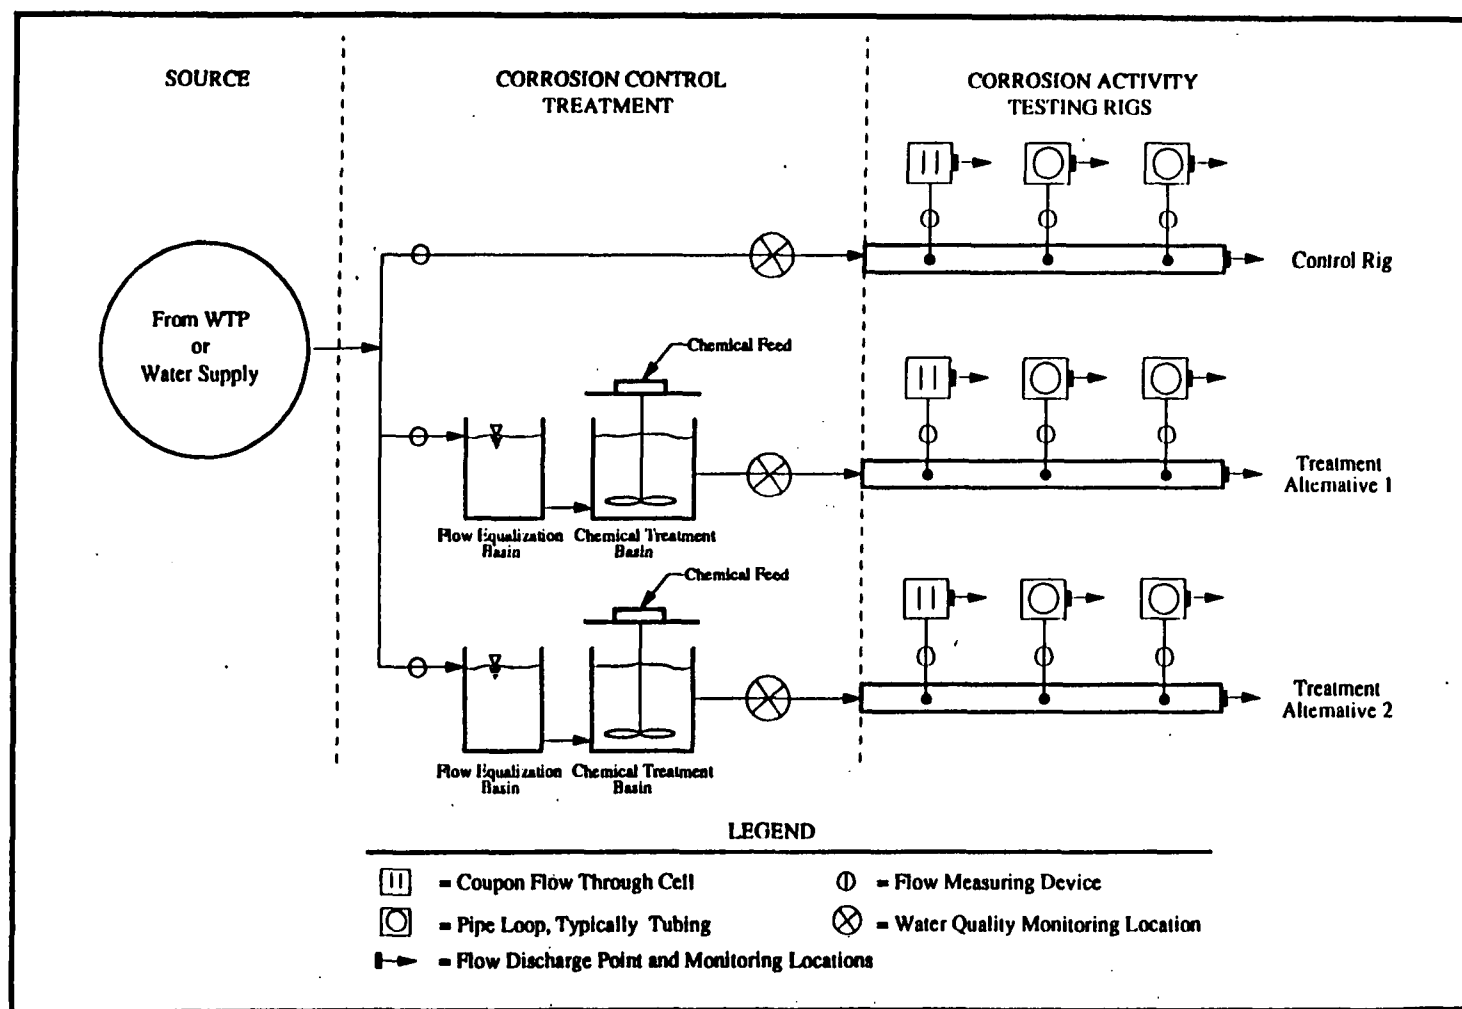 SOURCE
CORROSION CONTROL
TREATMENT
CORROSION ACTIVITY
TESTING RIGS
From WTP
or
Water Supply
Control Rig
Chemical Feed
Flow Equalization
Basin
Chemical Treatment
Basin
Treatment
Alternative 1
Chemical Feed
Flow Equalization
Basin
Chemical Treatment
Basin
Treatment
Alternative 2
LEGEND
= Coupon Flow Through Cell
= Flow Measuring Device
= Pipe Loop, Typically Tubing
= Water Quality Monitoring Location
= Flow Discharge Point and Monitoring Locations